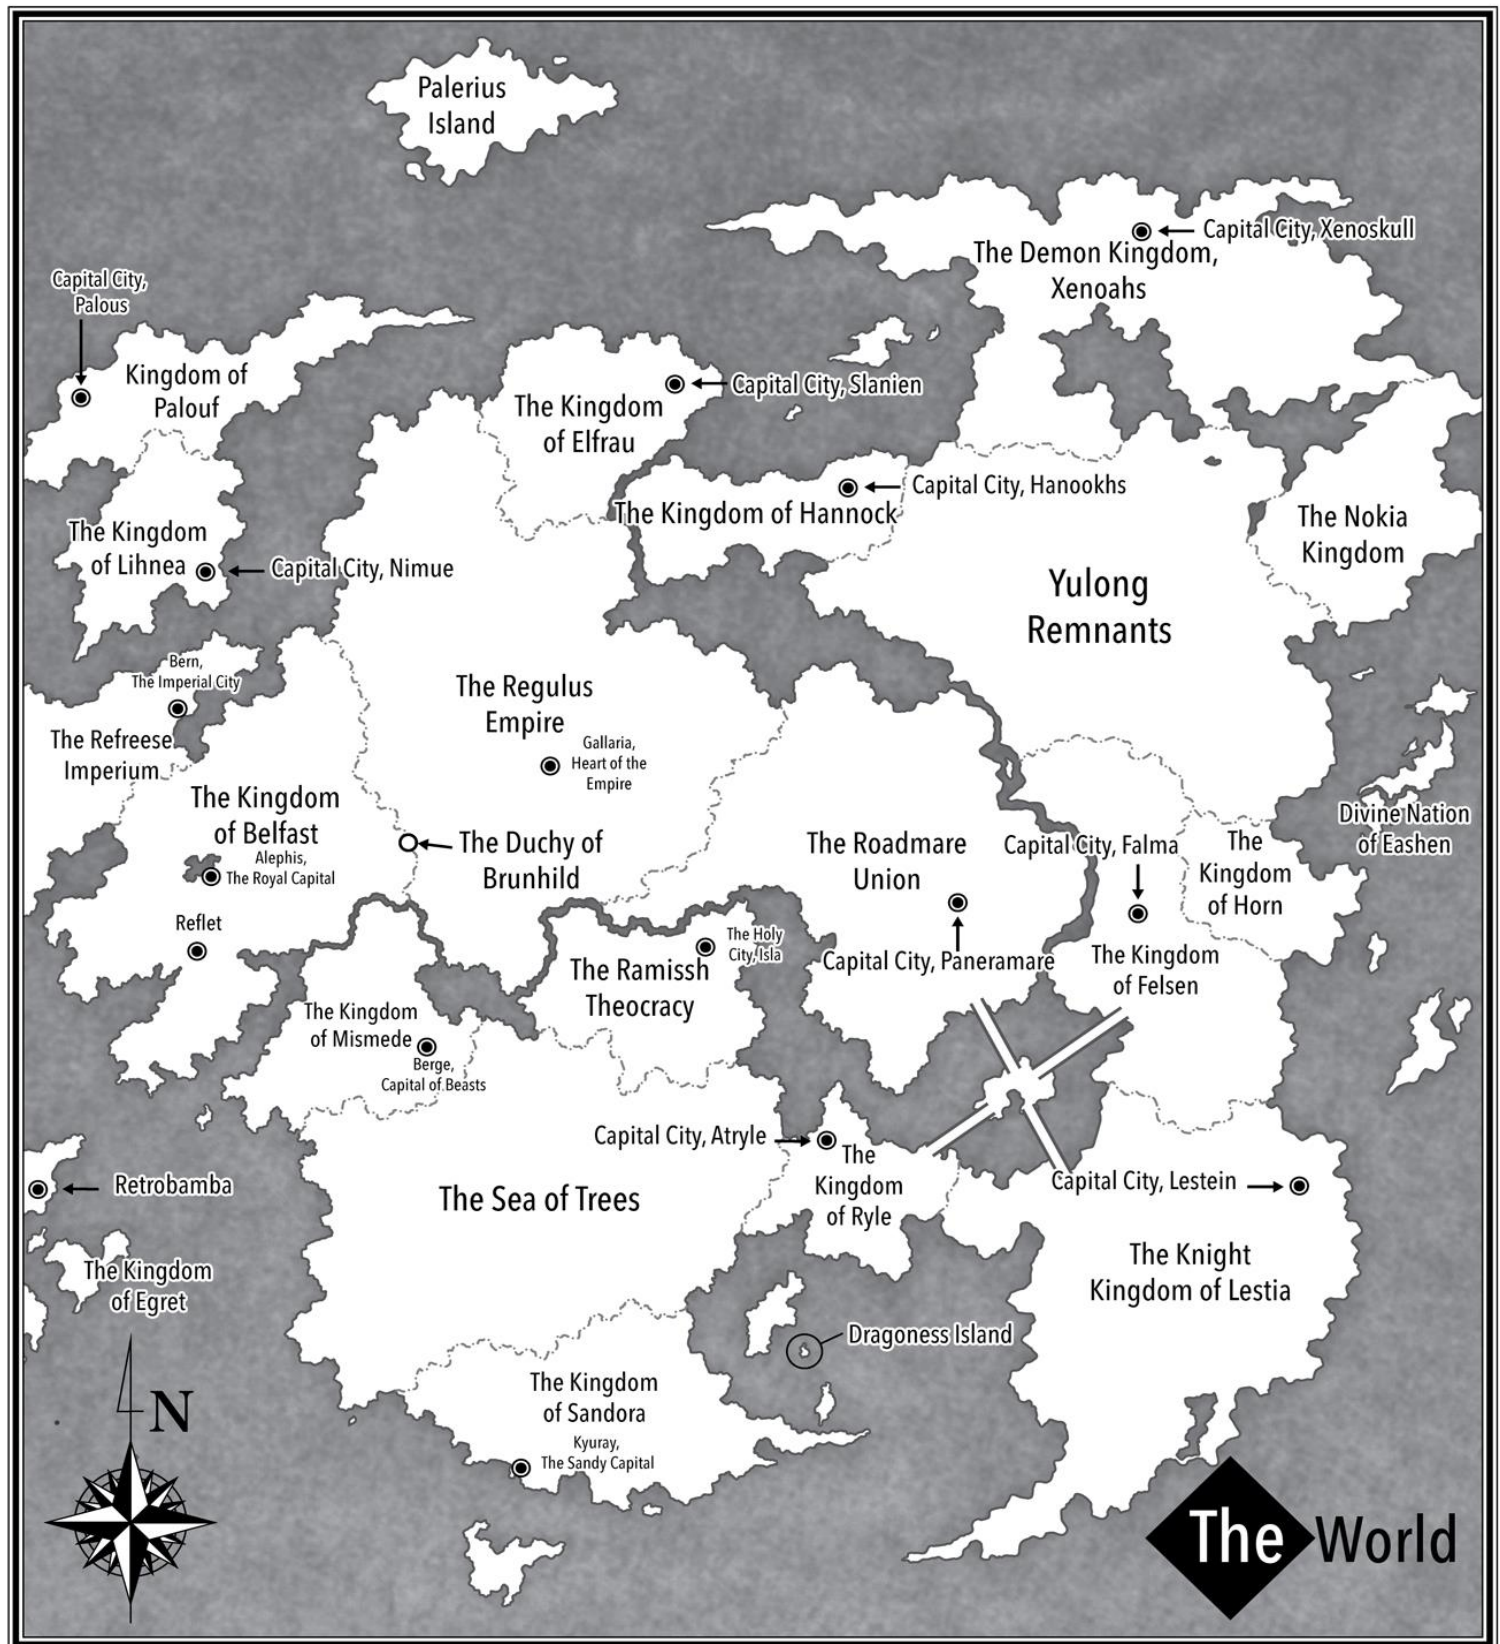 Palerius
Island
Capital City, Xenoskull
The Demon Kingdom,
Xenoahs
Capital City,
Palous
Kingdom of
Palouf
Capital City, Slanien
The Kingdom
of Elfrau
Capital City, Hanookhs
The Kingdom of Hannock
The Nokia
Kingdom
The Kingdom
of Lihnea
Capital City, Nimue
Yulong
Remnants
Bern,
The Imperial City
The Refreese
Imperium
The Regulus
Empire
Gallaria,
Heart of the
Empire
The Kingdom
of Belfast
Alephis,
The Royal Capital
Reflet
The Duchy of
Brunhild
The Roadmare
Union
Capital City, Paneramare
Capital City, Falma
The Kingdom
of Felsen
The
Kingdom
of Horn
Divine Nation
of Eashen
The Holy
City, Isla
The Ramissh
Theocracy
The Kingdom
of Mismede
Berge,
Capital of Beasts
Capital City, Atryle
The
Kingdom
of Ryle
Capital City, Lestein
Retrobamba
The Sea of Trees
The Kingdom
of Egret
The Knight
Kingdom of Lestia
Dragoness Island
The Kingdom
of Sandora
Kyuray,
The Sandy Capital
N
The World